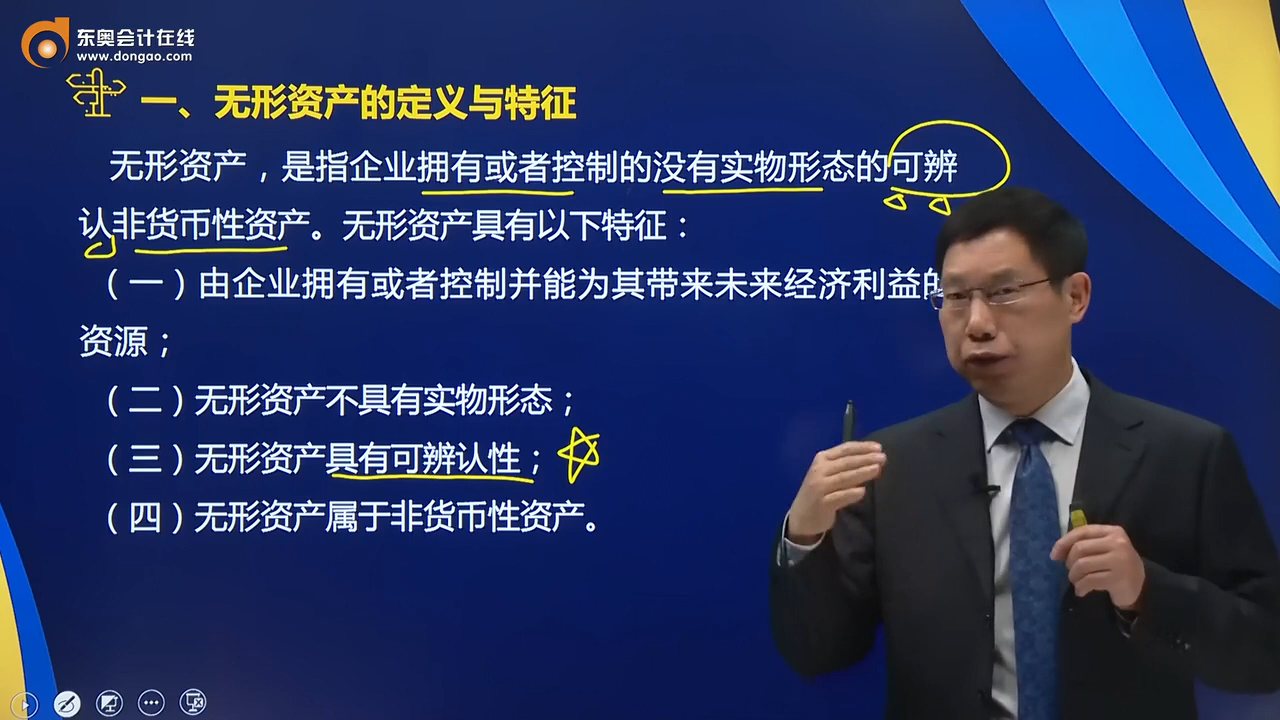 东奥会计在线
www.dongao.com
一、无形资产的定义与特征
无形资产，是指企业拥有或者控制的没有实物形态的可辨
认非货币性资产。无形资产具有以下特征：
（一）由企业拥有或者控制并能为其带来未来经济利益的
资源；
（二）无形资产不具有实物形态；
（三）无形资产具有可辨认性；
（四）无形资产属于非货币性资产。